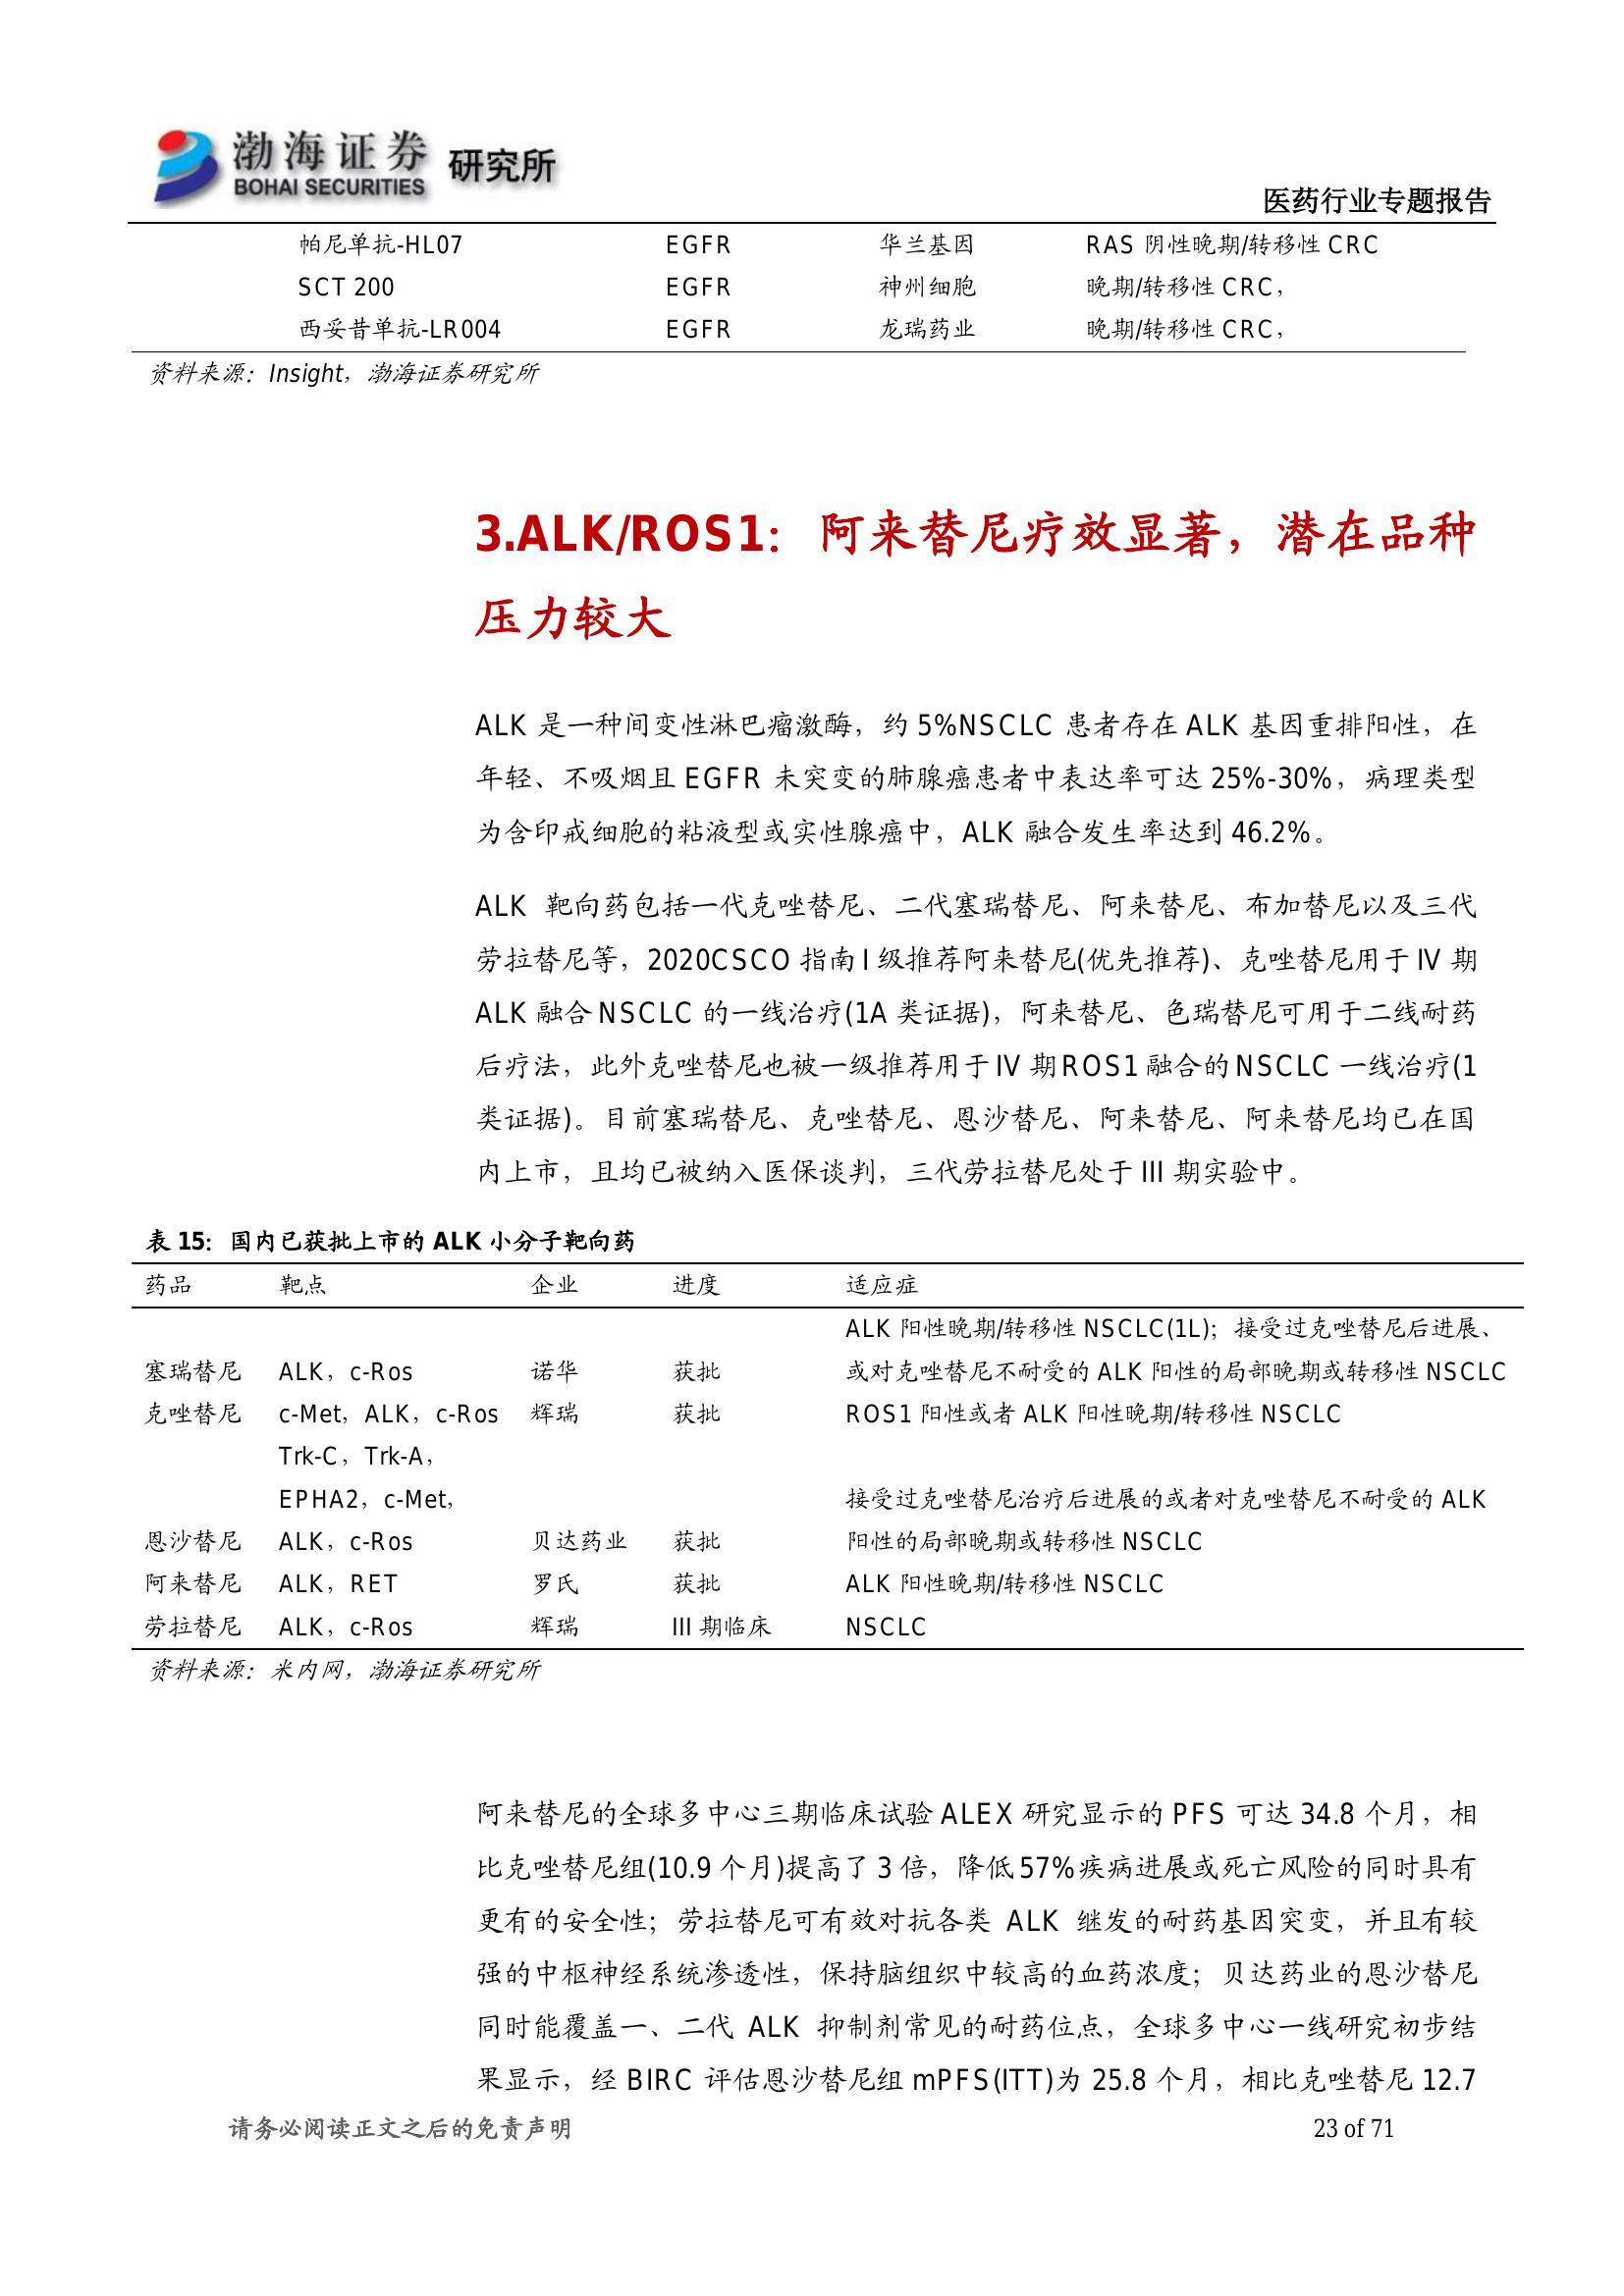 渤海证券 研究所
BOHAI SECURITIES
医药行业专题报告
帕尼单抗-HL07 EGFR 华兰基因 RAS 阴性晚期/转移性 CRC
SCT 200 EGFR 神州细胞 晚期/转移性 CRC，
西妥昔单抗-LR004 EGFR 龙瑞药业 晚期/转移性 CRC，
资料来源：Insight，渤海证券研究所
3.ALK/ROS1：阿来替尼疗效显著，潜在品种
压力较大
ALK 是一种间变性淋巴瘤激酶，约 5%NSCLC 患者存在 ALK 基因重排阳性，在
年轻、不吸烟且 EGFR 未突变的肺腺癌患者中表达率可达 25%-30%，病理类型
为含印戒细胞的粘液型或实性腺癌中，ALK 融合发生率达到 46.2%。
ALK 靶向药包括一代克唑替尼、二代塞瑞替尼、阿来替尼、布加替尼以及三代
劳拉替尼等，2020CSCO 指南 I 级推荐阿来替尼(优先推荐)、克唑替尼用于 IV 期
ALK 融合 NSCLC 的一线治疗(1A 类证据)，阿来替尼、色瑞替尼可用于二线耐药
后疗法，此外克唑替尼也被一级推荐用于 IV 期 ROS1 融合的 NSCLC 一线治疗(1
类证据)。目前塞瑞替尼、克唑替尼、恩沙替尼、阿来替尼、阿来替尼均已在国
内上市，且均已被纳入医保谈判，三代劳拉替尼处于 III 期实验中。
表 15：国内已获批上市的 ALK 小分子靶向药
药品 靶点 企业 进度 适应症
ALK 阳性晚期/转移性 NSCLC(1L)；接受过克唑替尼后进展、
塞瑞替尼 ALK，c-Ros 诺华 获批 或对克唑替尼不耐受的 ALK 阳性的局部晚期或转移性 NSCLC
克唑替尼 c-Met，ALK，c-Ros 辉瑞 获批 ROS1 阳性或者 ALK 阳性晚期/转移性 NSCLC
Trk-C，Trk-A，
EPHA2，c-Met， 接受过克唑替尼治疗后进展的或者对克唑替尼不耐受的 ALK
恩沙替尼 ALK，c-Ros 贝达药业 获批 阳性的局部晚期或转移性 NSCLC
阿来替尼 ALK，RET 罗氏 获批 ALK 阳性晚期/转移性 NSCLC
劳拉替尼 ALK，c-Ros 辉瑞 III 期临床 NSCLC
资料来源：米内网，渤海证券研究所
阿来替尼的全球多中心三期临床试验 ALEX 研究显示的 PFS 可达 34.8 个月，相
比克唑替尼组(10.9 个月)提高了 3 倍，降低 57%疾病进展或死亡风险的同时具有
更有的安全性；劳拉替尼可有效对抗各类 ALK 继发的耐药基因突变，并且有较
强的中枢神经系统渗透性，保持脑组织中较高的血药浓度；贝达药业的恩沙替尼
同时能覆盖一、二代 ALK 抑制剂常见的耐药位点，全球多中心一线研究初步结
果显示，经 BIRC 评估恩沙替尼组 mPFS(ITT)为 25.8 个月，相比克唑替尼 12.7
请务必阅读正文之后的免责声明 23 of 71